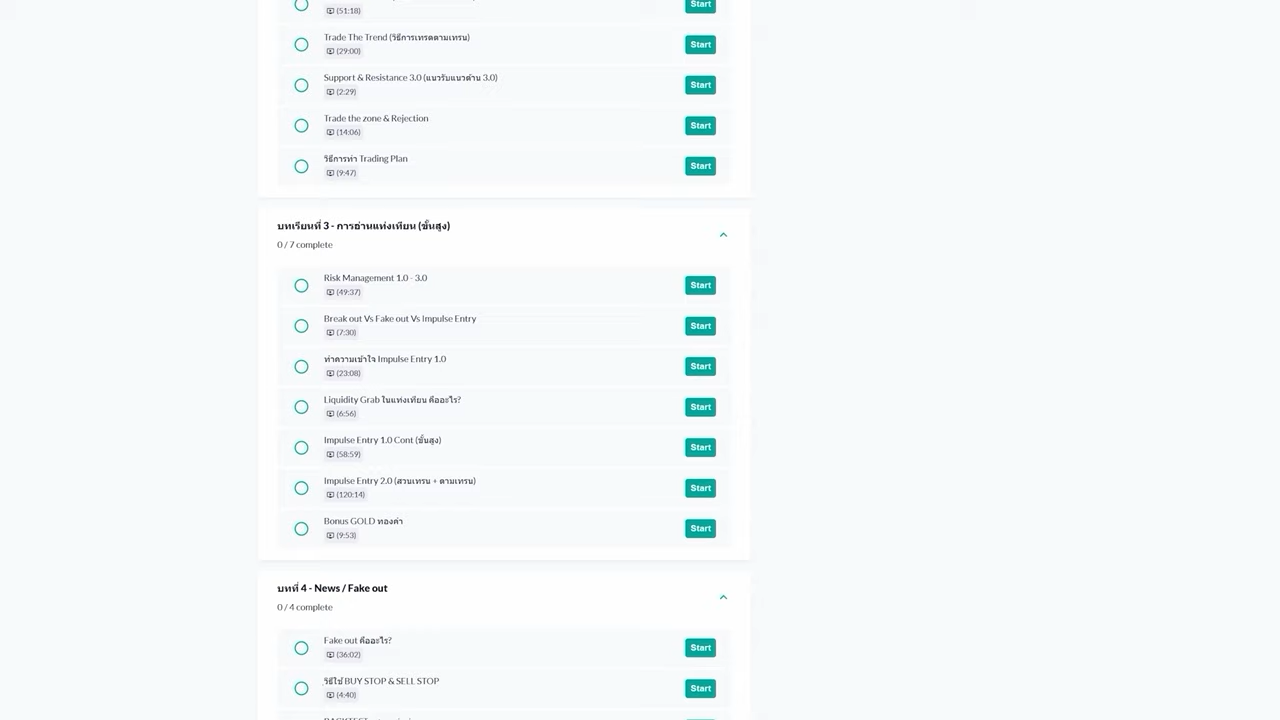 (51:18)
Start
Trade The Trend (วิธีการเทรดตามเทรน)
(29:00)
Start
Support & Resistance 3.0 (แนวรับแนวต้าน 3.0)
(2:29)
Start
Trade the zone & Rejection
(14:06)
Start
วิธีการทำ Trading Plan
(9:47)
Start
บทเรียนที่ 3 - การอ่านแท่งเทียน (ขั้นสูง)
0 / 7 complete
Risk Management 1.0 - 3.0
(49:37)
Start
Break out Vs Fake out Vs Impulse Entry
(7:30)
Start
ทำความเข้าใจ Impulse Entry 1.0
(23:08)
Start
Liquidity Grab ในแท่งเทียน คืออะไร?
(6:56)
Start
Impulse Entry 1.0 Cont (ขั้นสูง)
(58:59)
Start
Impulse Entry 2.0 (สวนเทรน + ตามเทรน)
(120:14)
Start
Bonus GOLD ทองคำ
(9:53)
Start
บทที่ 4 - News / Fake out
0 / 4 complete
Fake out คืออะไร?
(36:02)
Start
วิธีใช้ BUY STOP & SELL STOP
(4:40)
Start